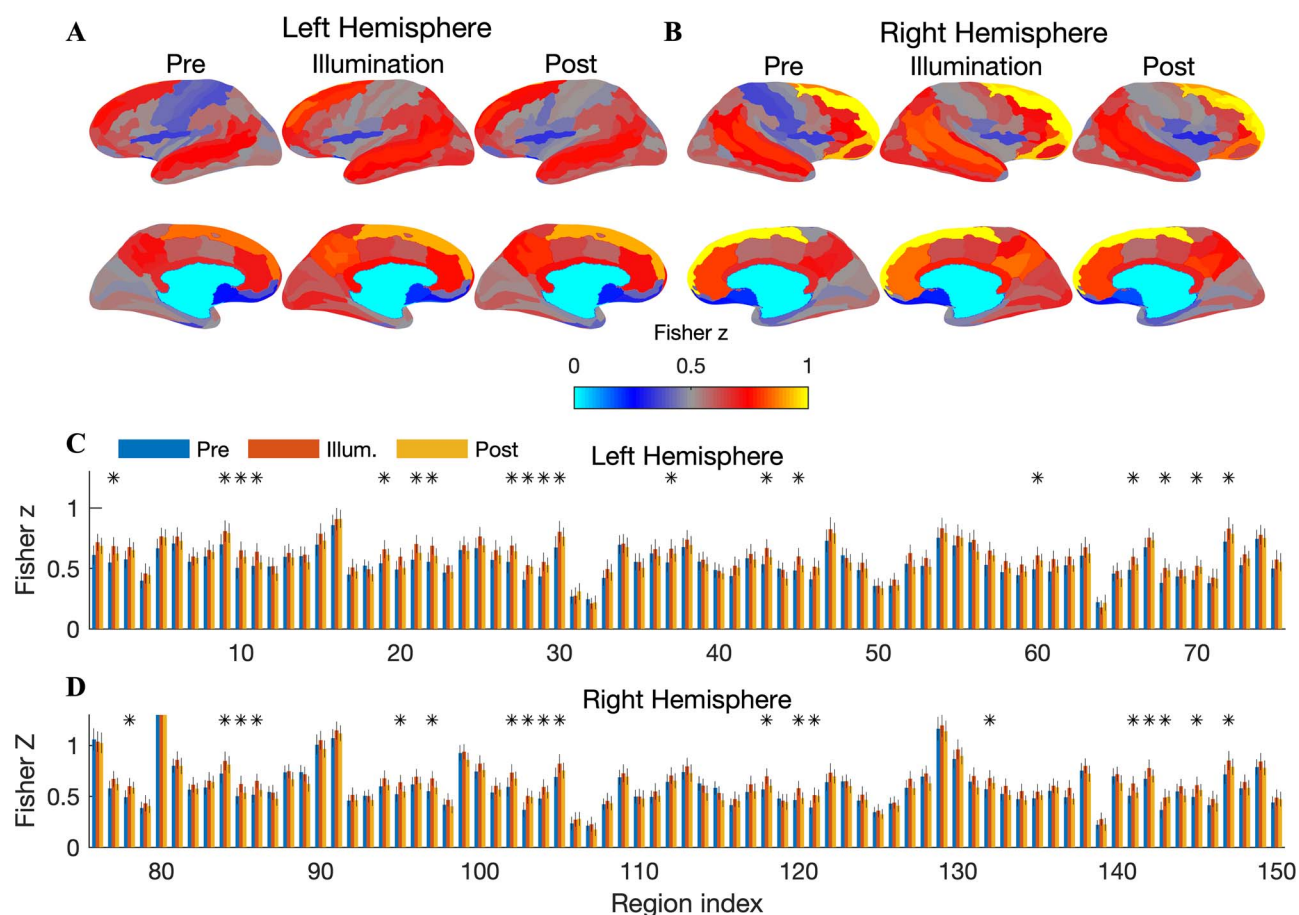 A
Left Hemisphere
B
Right Hemisphere
Pre
Illumination
Post
Pre
Illumination
Post
Fisher z
0
0.5
1
C
Pre
Illum.
Post
Left Hemisphere
* * * * * * * * * * * * * * * * * * *
Fisher z
1
0.5
0
10 20 30 40 50 60 70
D
Right Hemisphere
* * * * * * * * * * * * * * * * * * *
Fisher Z
1
0.5
0
80 90 100 110 120 130 140 150
Region index